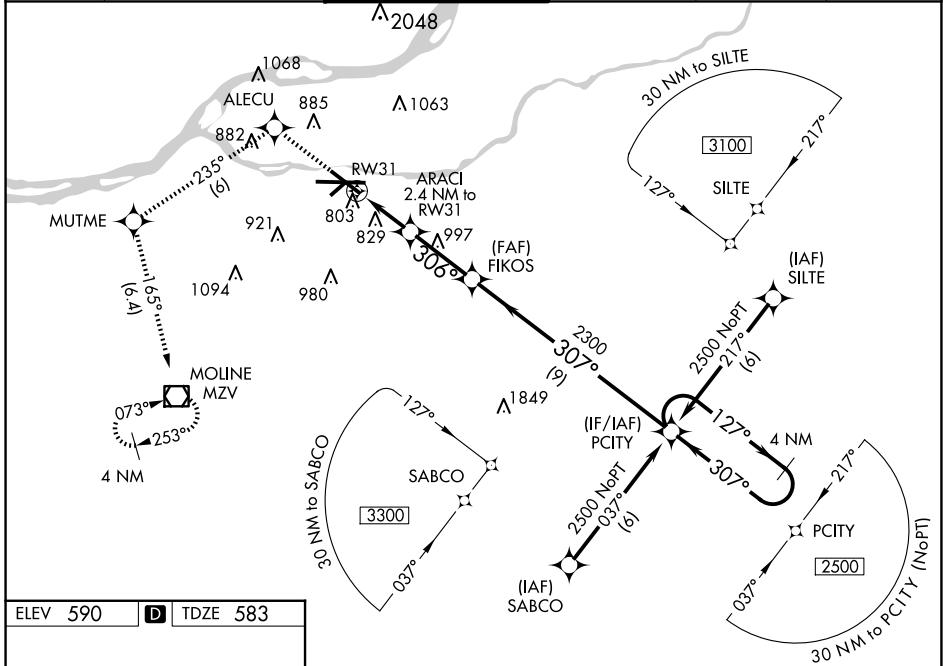 2048
1068
ALECU
885
1063
882
30 NM to SILTE
3100
217°
127°
SILTE
235°
(6)
RW31
ARACI
2.4 NM to
RW31
MUTME
803
829
997
921
306°
(FAF)
FIKOS
1094
980
165°
(6.4)
(IAF)
SILTE
2300
307°
(9)
2500 NoPT
217°
(6)
MOLINE
MZV
073°
253°
4 NM
1849
(IF/IAF)
PCITY
127°
4 NM
307°
30 NM to SABCO
127°
SABCO
3300
037°
2500 NoPT
037°
(6)
(IAF)
SABCO
217°
PCITY
2500
037°
30 NM to PCITY (NoPT)
ELEV 590 D TDZE 583